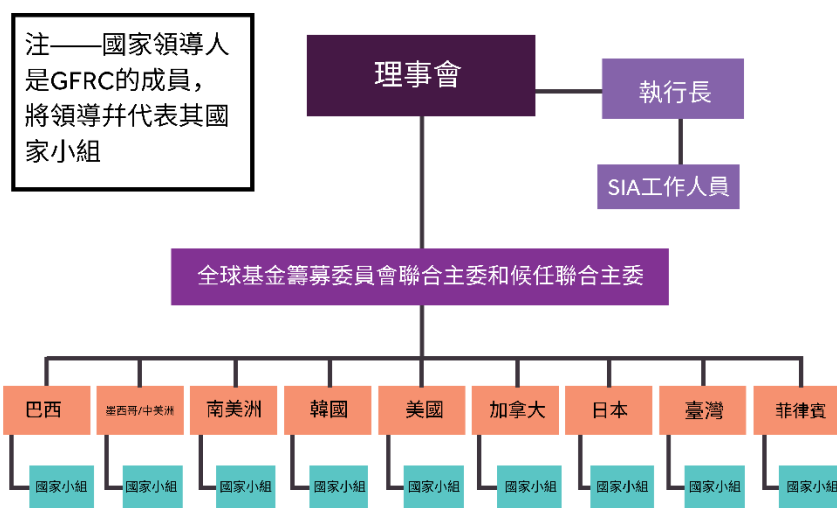 注——國家領導人
是GFRC的成員，
將領導幷代表其國
家小組
理事會
執行長
SIA工作人員
全球基金籌募委員會聯合主委和候任聯合主委
巴西
墨西哥/中美洲
南美洲
韓國
美國
加拿大
日本
臺灣
菲律賓
國家小組
國家小組
國家小組
國家小組
國家小組
國家小組
國家小組
國家小組
國家小組